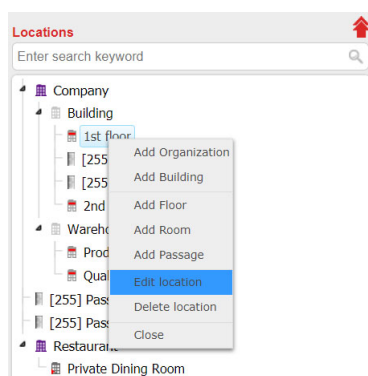 Locations
Enter search keyword
Company
Building
1st floor
Add Organization
[255
Add Building
[255
2nd
Add Floor
Wareho
Add Room
Prod
Add Passage
Qual
Edit location
[255] Pass
Delete location
[255] Pass
Close
Restaurant
Private Dining Room